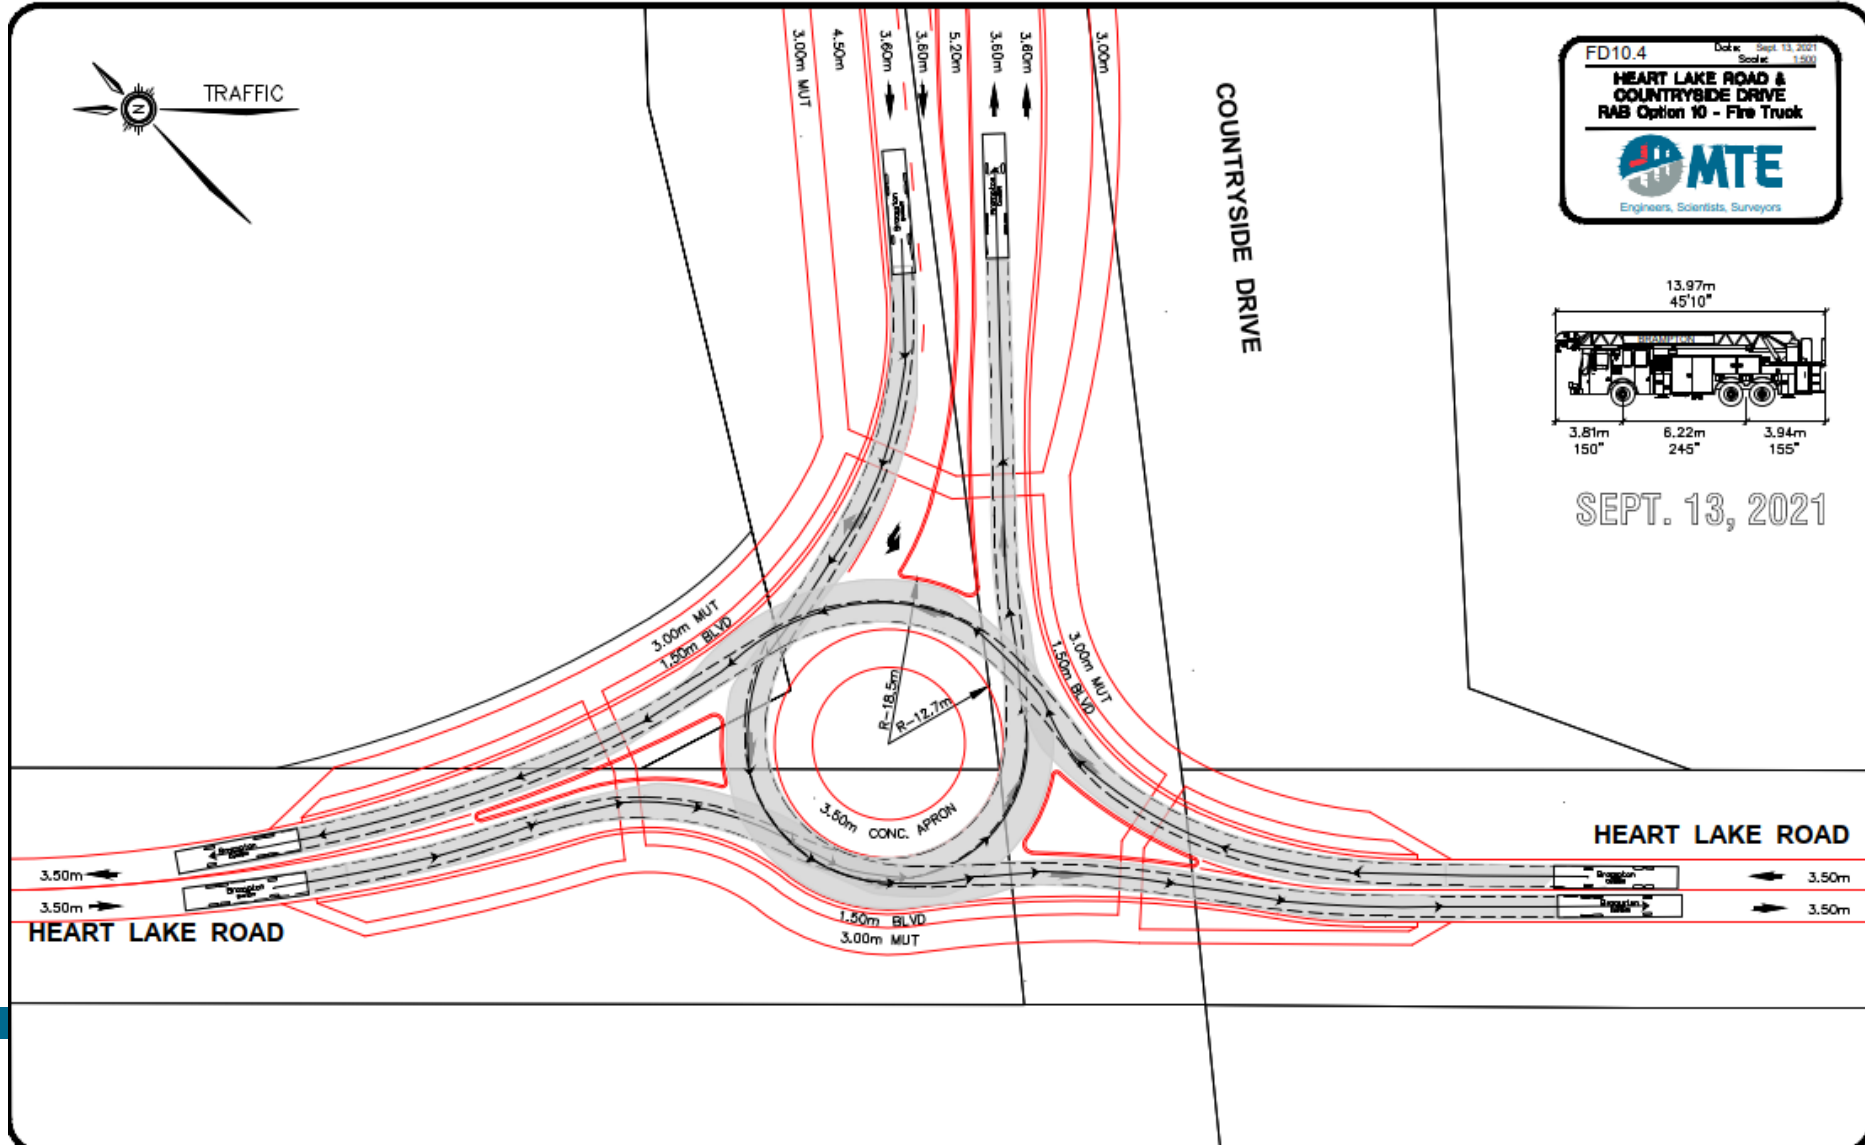 3.00m MUT
4.50m
3.60m
3.60m
5.20m
3.60m
3.60m
3.00m
TRAFFIC
N
COUNTRYSIDE DRIVE
FD10.4
Date: Sept. 13, 2021
Scale: 1:500
HEART LAKE ROAD &
COUNTRYSIDE DRIVE
RAB Option 10 - Fire Truck
MTE
Engineers, Scientists, Surveyors
13.97m
45'10"
BRAMPTON
3.81m
150"
6.22m
245"
3.94m
155"
SEPT. 13, 2021
3.00m MUT
1.50m BLVD
3.00m MUT
1.50m BLVD
R-18.5m
R-12.7m
3.50m CONC. APRON
HEART LAKE ROAD
3.50m
3.50m
Brampton
Brampton
HEART LAKE ROAD
Brampton
Brampton
3.50m
3.50m
1.50m BLVD
3.00m MUT